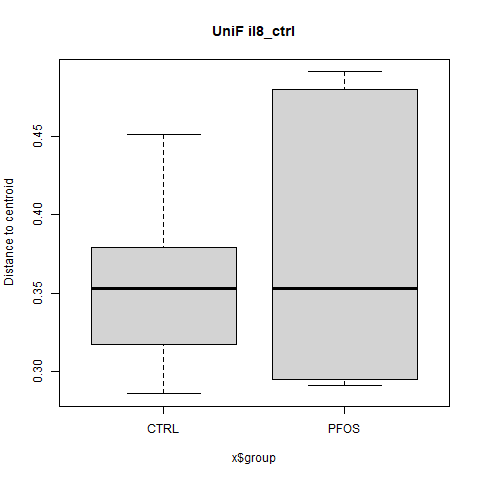 UniF il8_ctrl
Distance to centroid
0.45
0.40
0.35
0.30
CTRL
PFOS
x$group